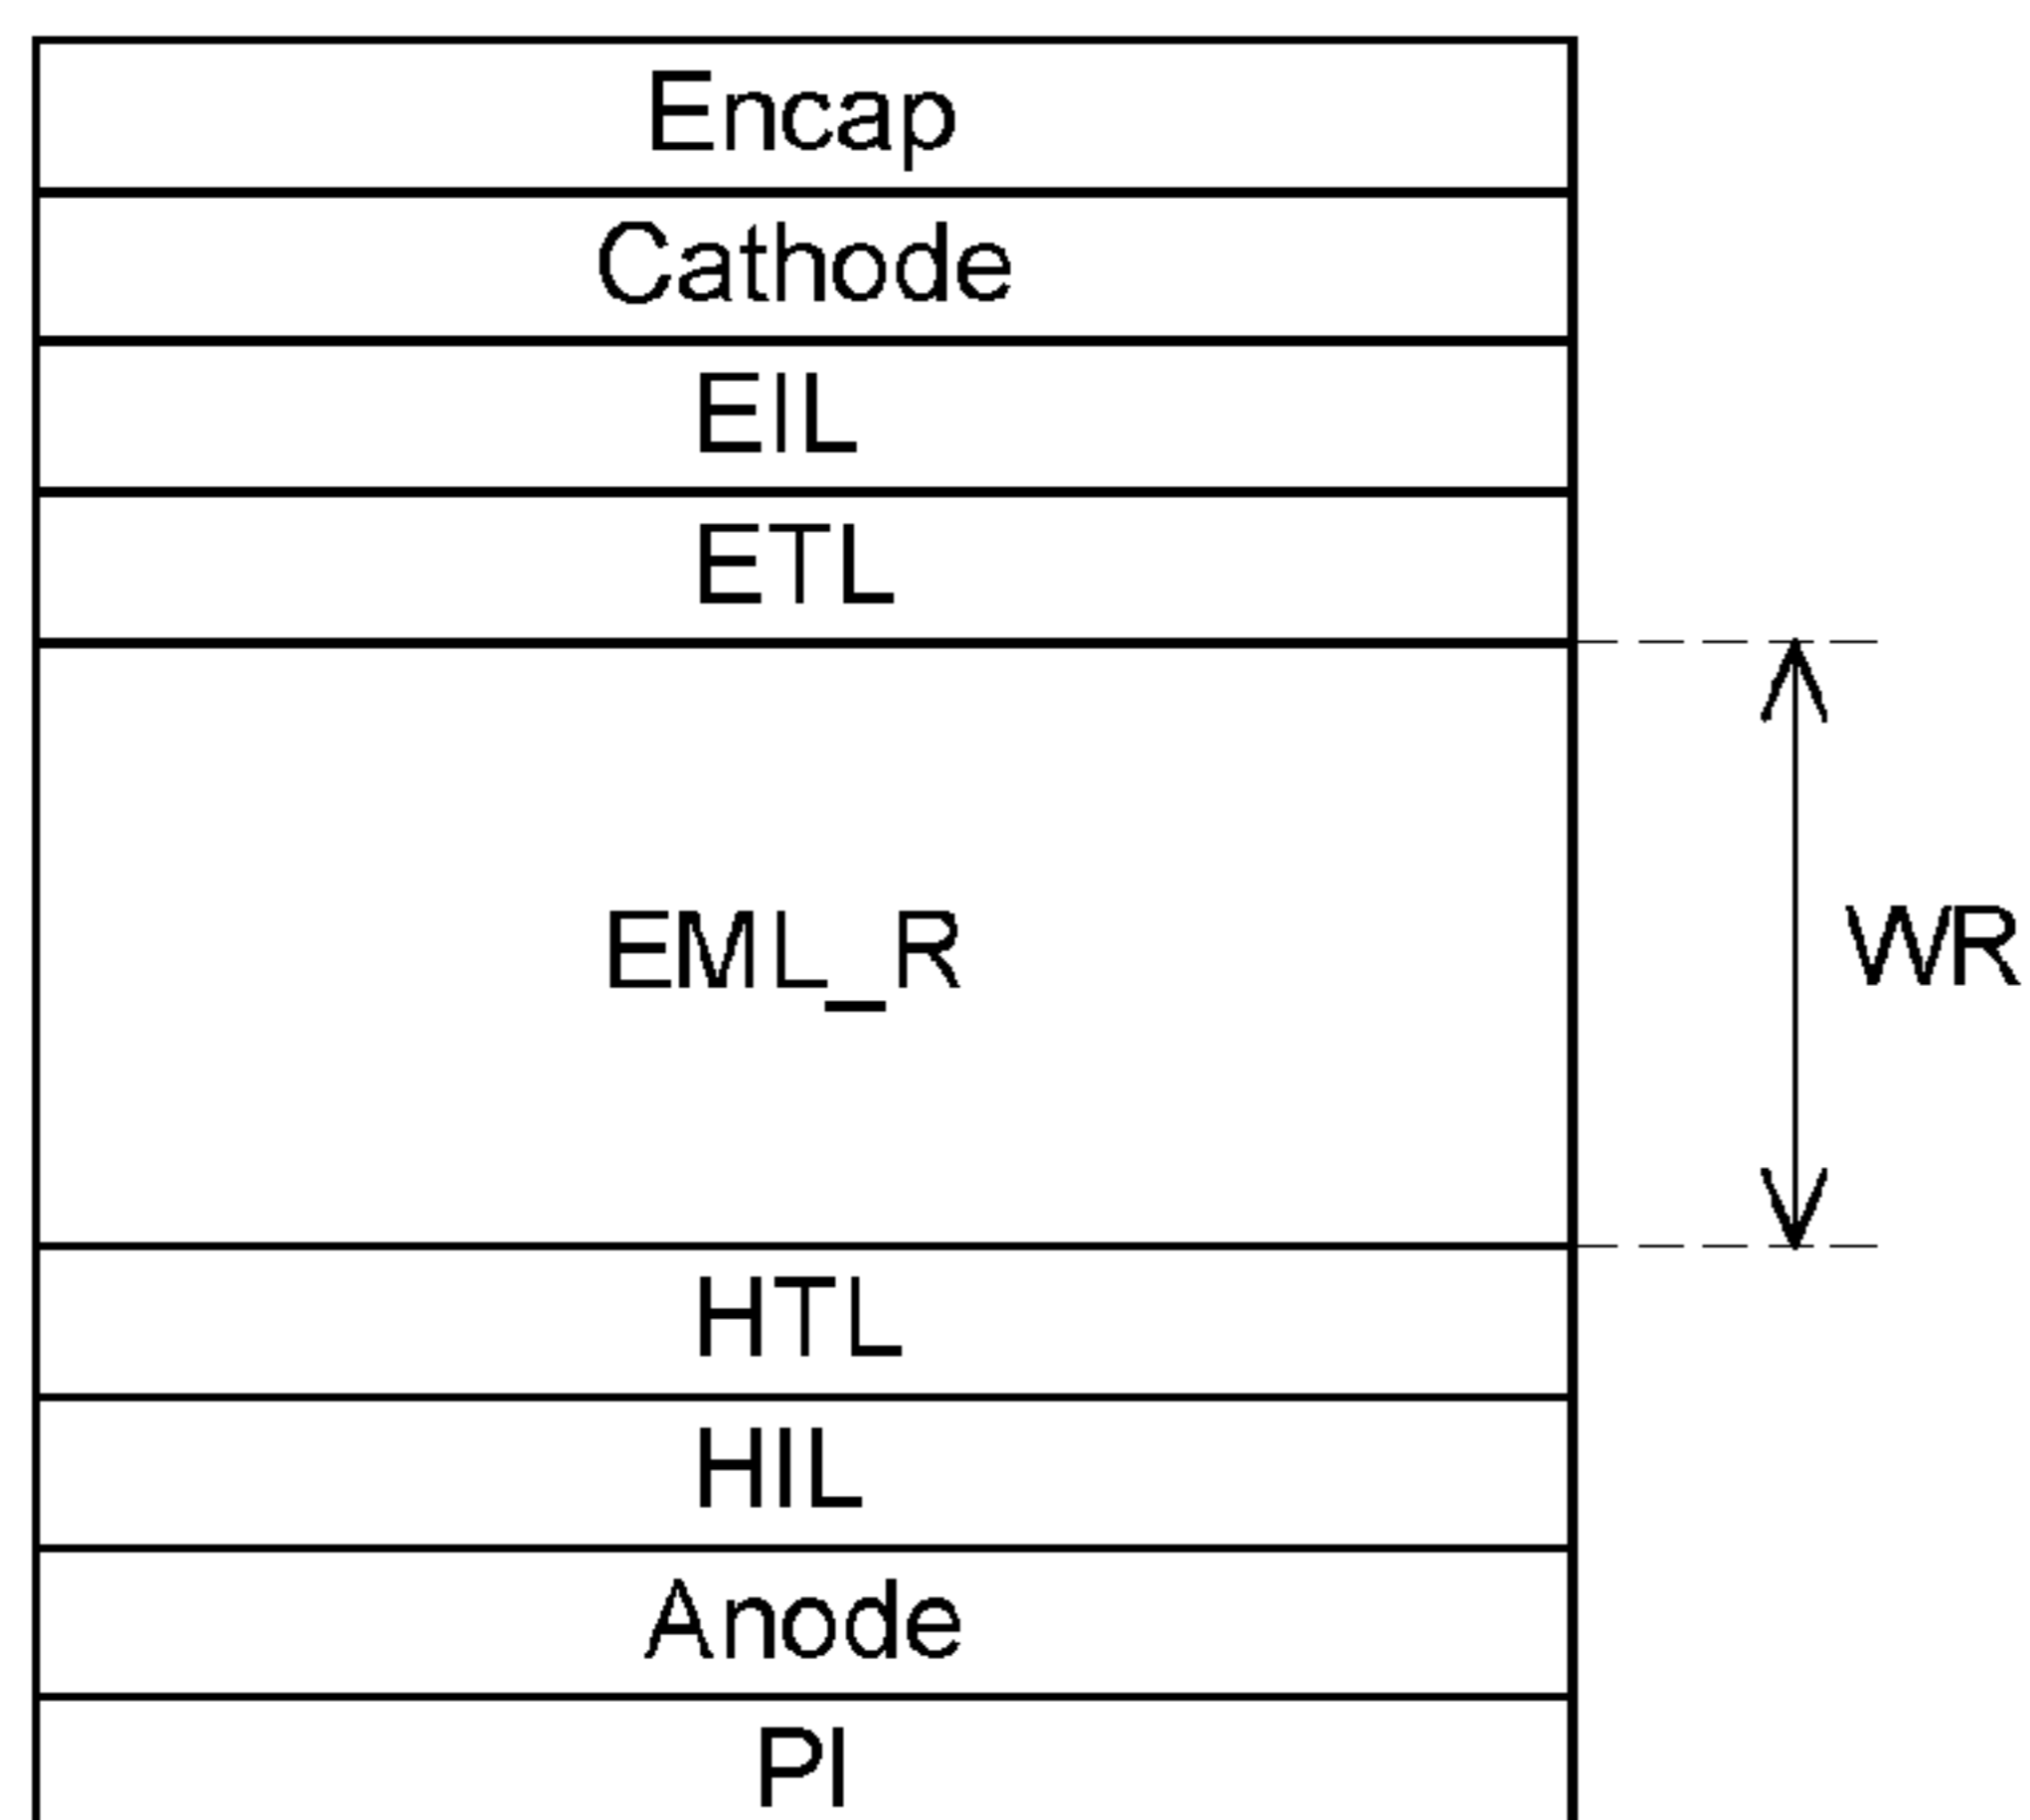 Encap
Cathode
EIL
ETL
EML_R
WR
HTL
HIL
Anode
PI